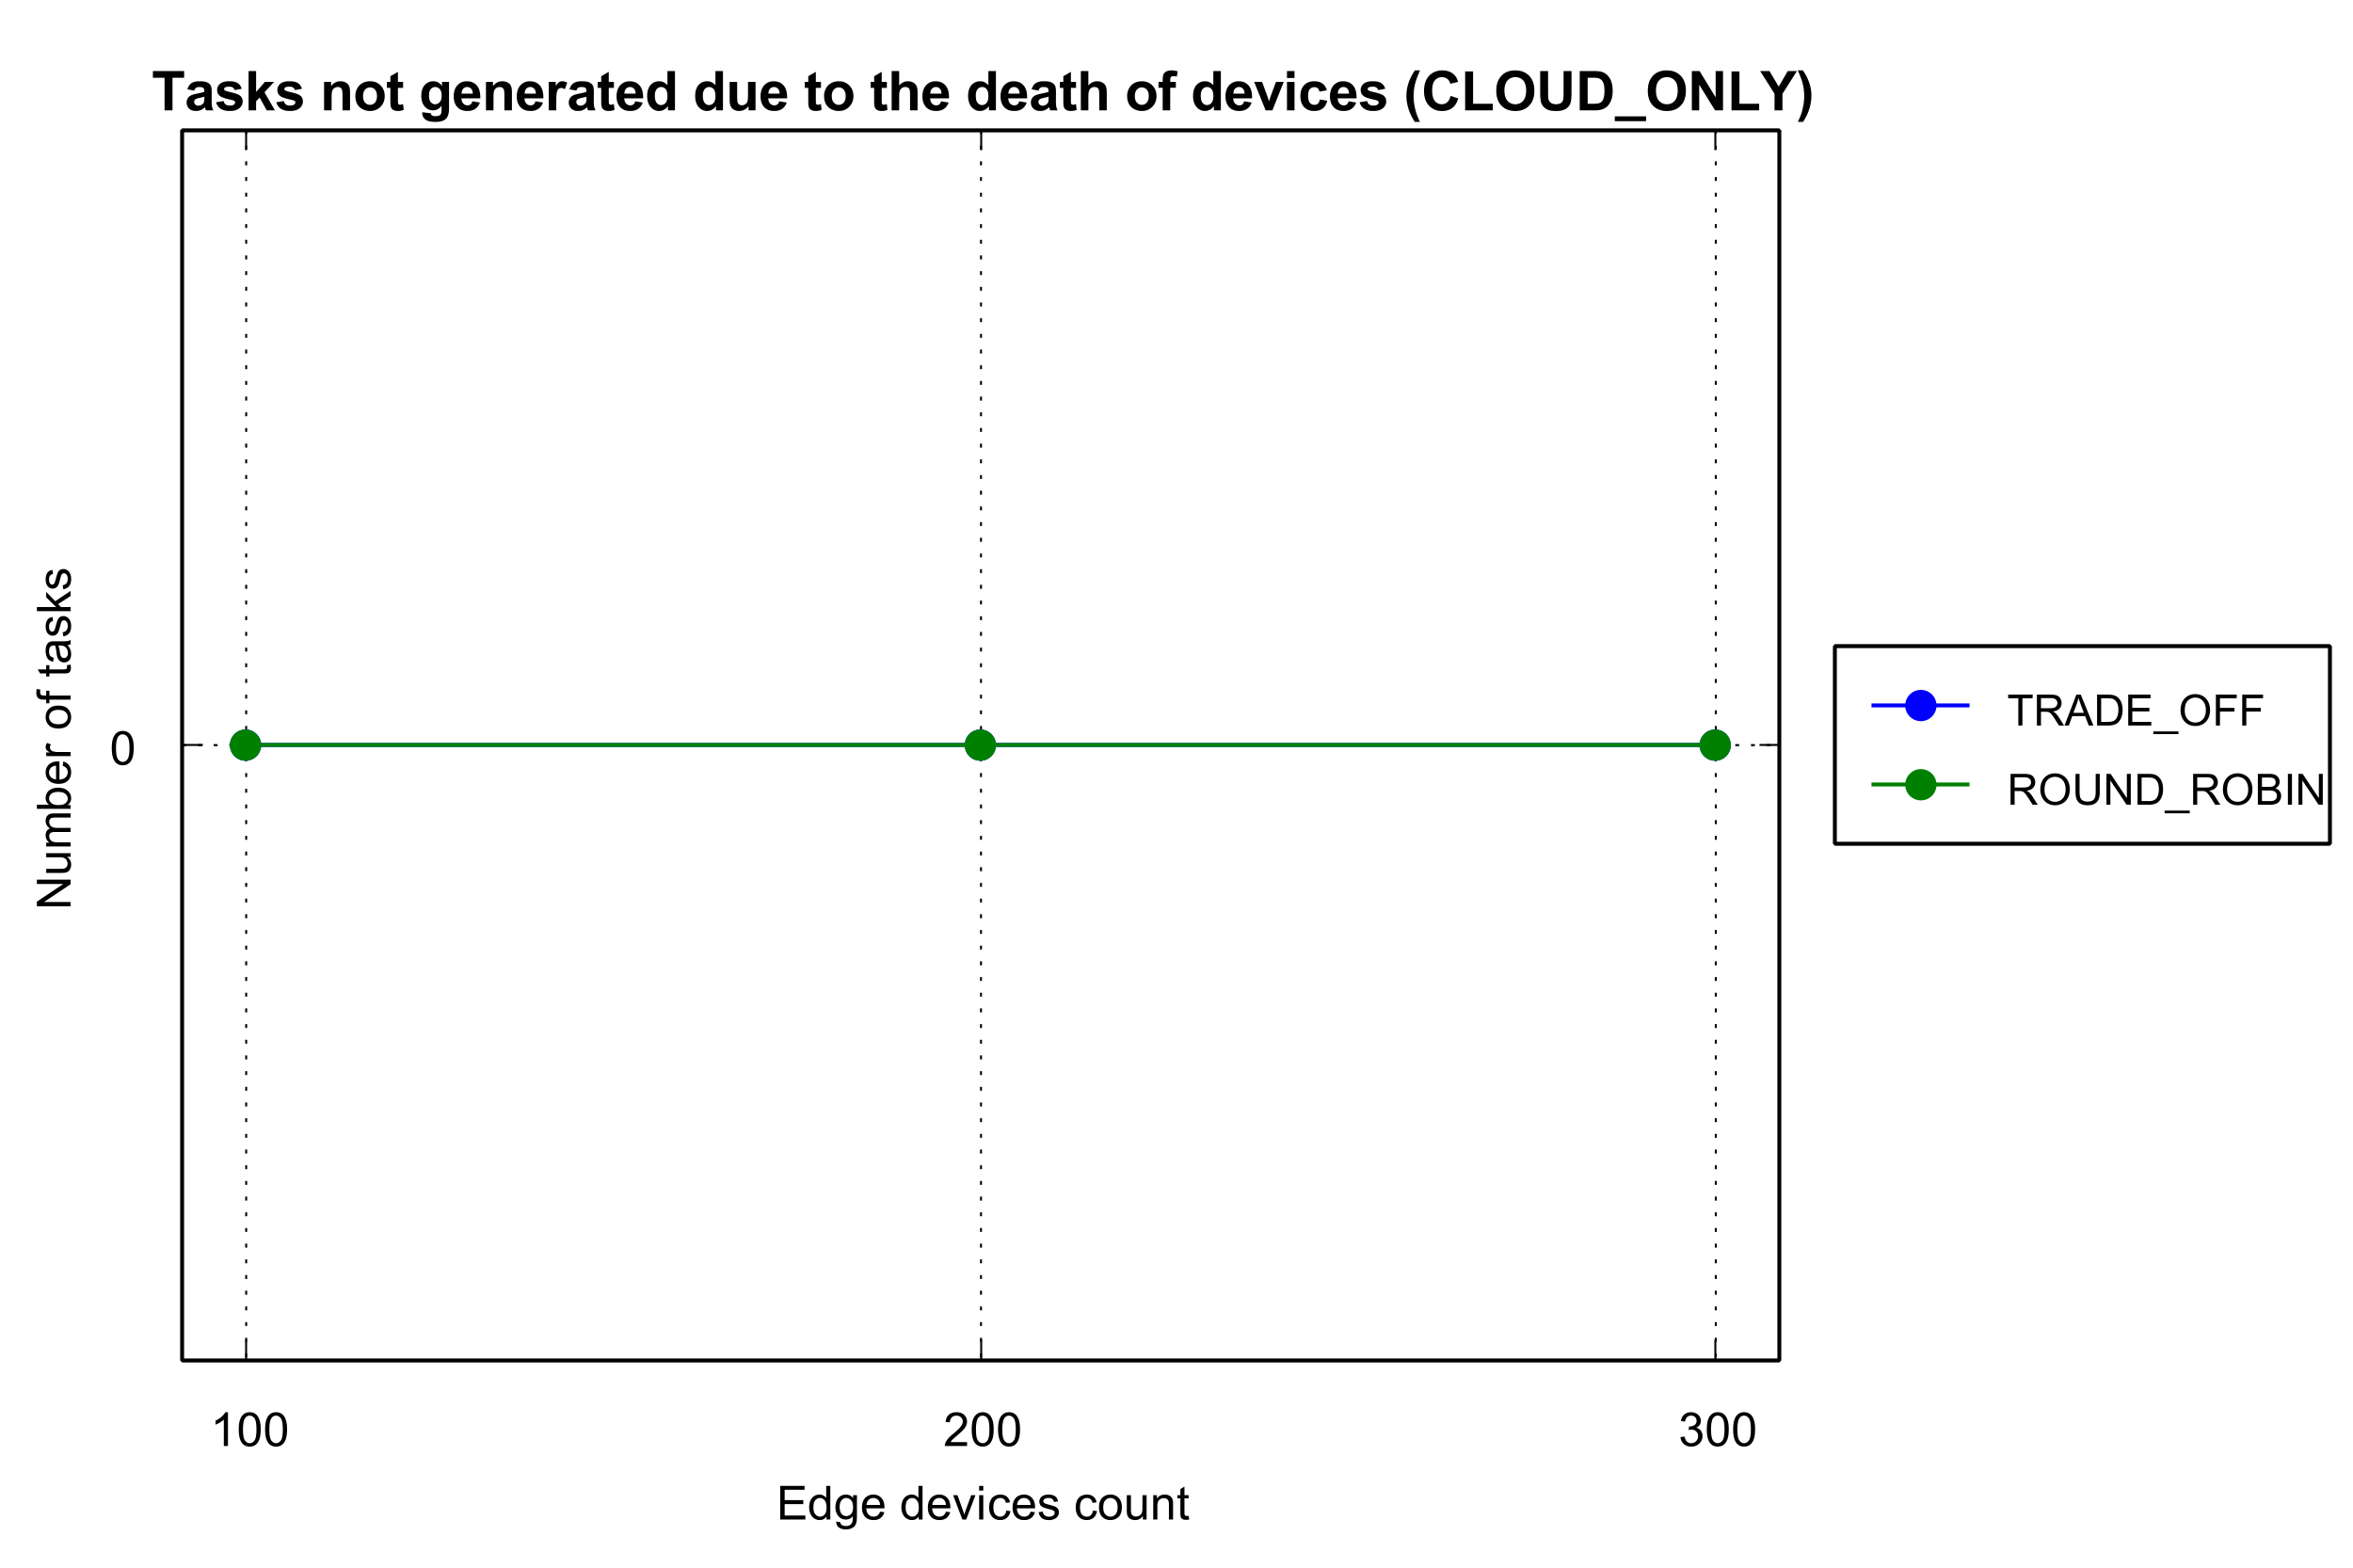 Tasks not generated due to the death of devices (CLOUD_ONLY)
Number of tasks
0
TRADE_OFF
ROUND_ROBIN
100 200 300
Edge devices count